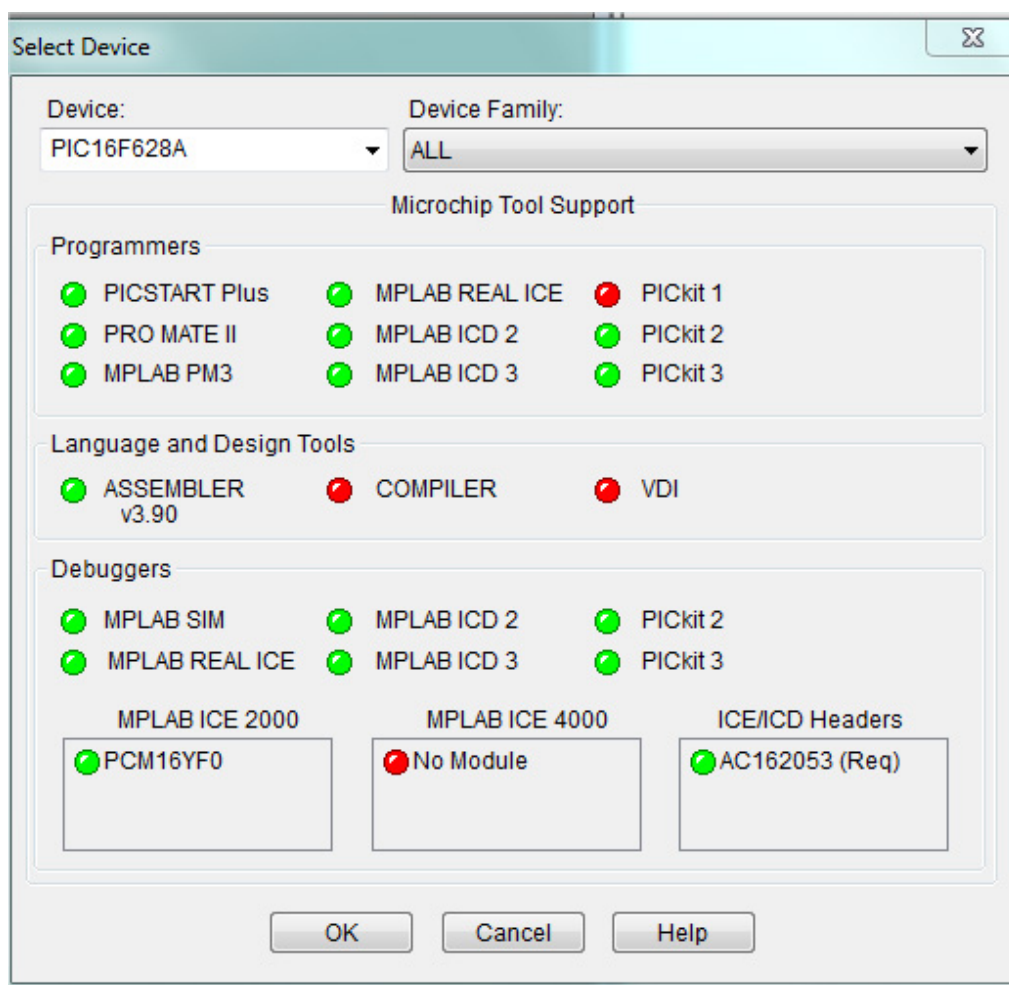 Select Device
Device: Device Family:
PIC16F628A ALL
Microchip Tool Support
Programmers
PICSTART Plus MPLAB REAL ICE PICkit 1
PRO MATE II MPLAB ICD 2 PICkit 2
MPLAB PM3 MPLAB ICD 3 PICkit 3
Language and Design Tools
ASSEMBLER COMPILER VDI
v3.90
Debuggers
MPLAB SIM MPLAB ICD 2 PICkit 2
MPLAB REAL ICE MPLAB ICD 3 PICkit 3
MPLAB ICE 2000 MPLAB ICE 4000 ICE/ICD Headers
PCM16YF0 No Module AC162053 (Req)
OK Cancel Help